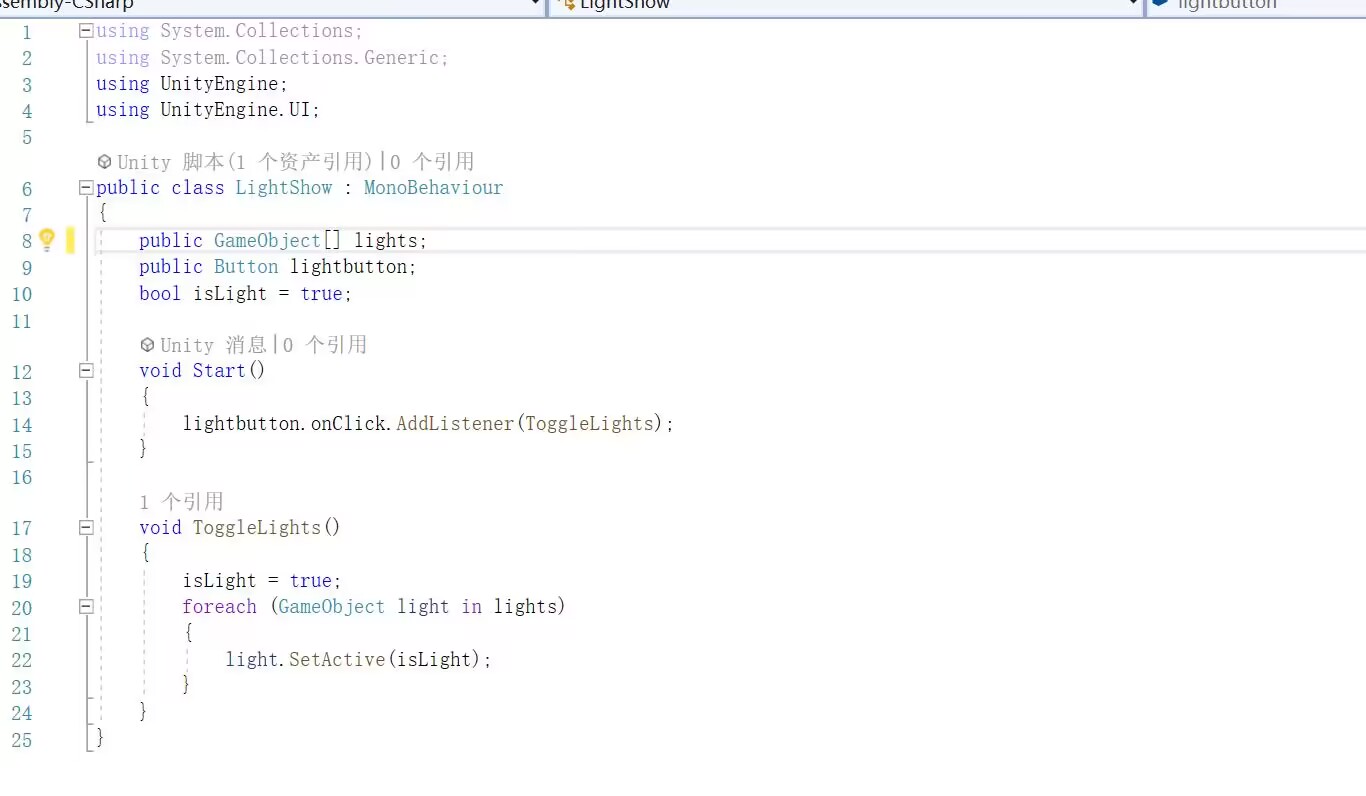 ssembly-CSharp LightShow lightbutton
1 using System.Collections;
2 using System.Collections.Generic;
3 using UnityEngine;
4 using UnityEngine.UI;
5
Unity 脚本(1 个资产引用)|0 个引用
6 public class LightShow : MonoBehaviour
7 {
8 public GameObject[] lights;
9 public Button lightbutton;
10 bool isLight = true;
11
Unity 消息|0 个引用
12 void Start()
13 {
14 lightbutton.onClick.AddListener(ToggleLights);
15 }
16
1 个引用
17 void ToggleLights()
18 {
19 isLight = true;
20 foreach (GameObject light in lights)
21 {
22 light.SetActive(isLight);
23 }
24 }
25 }